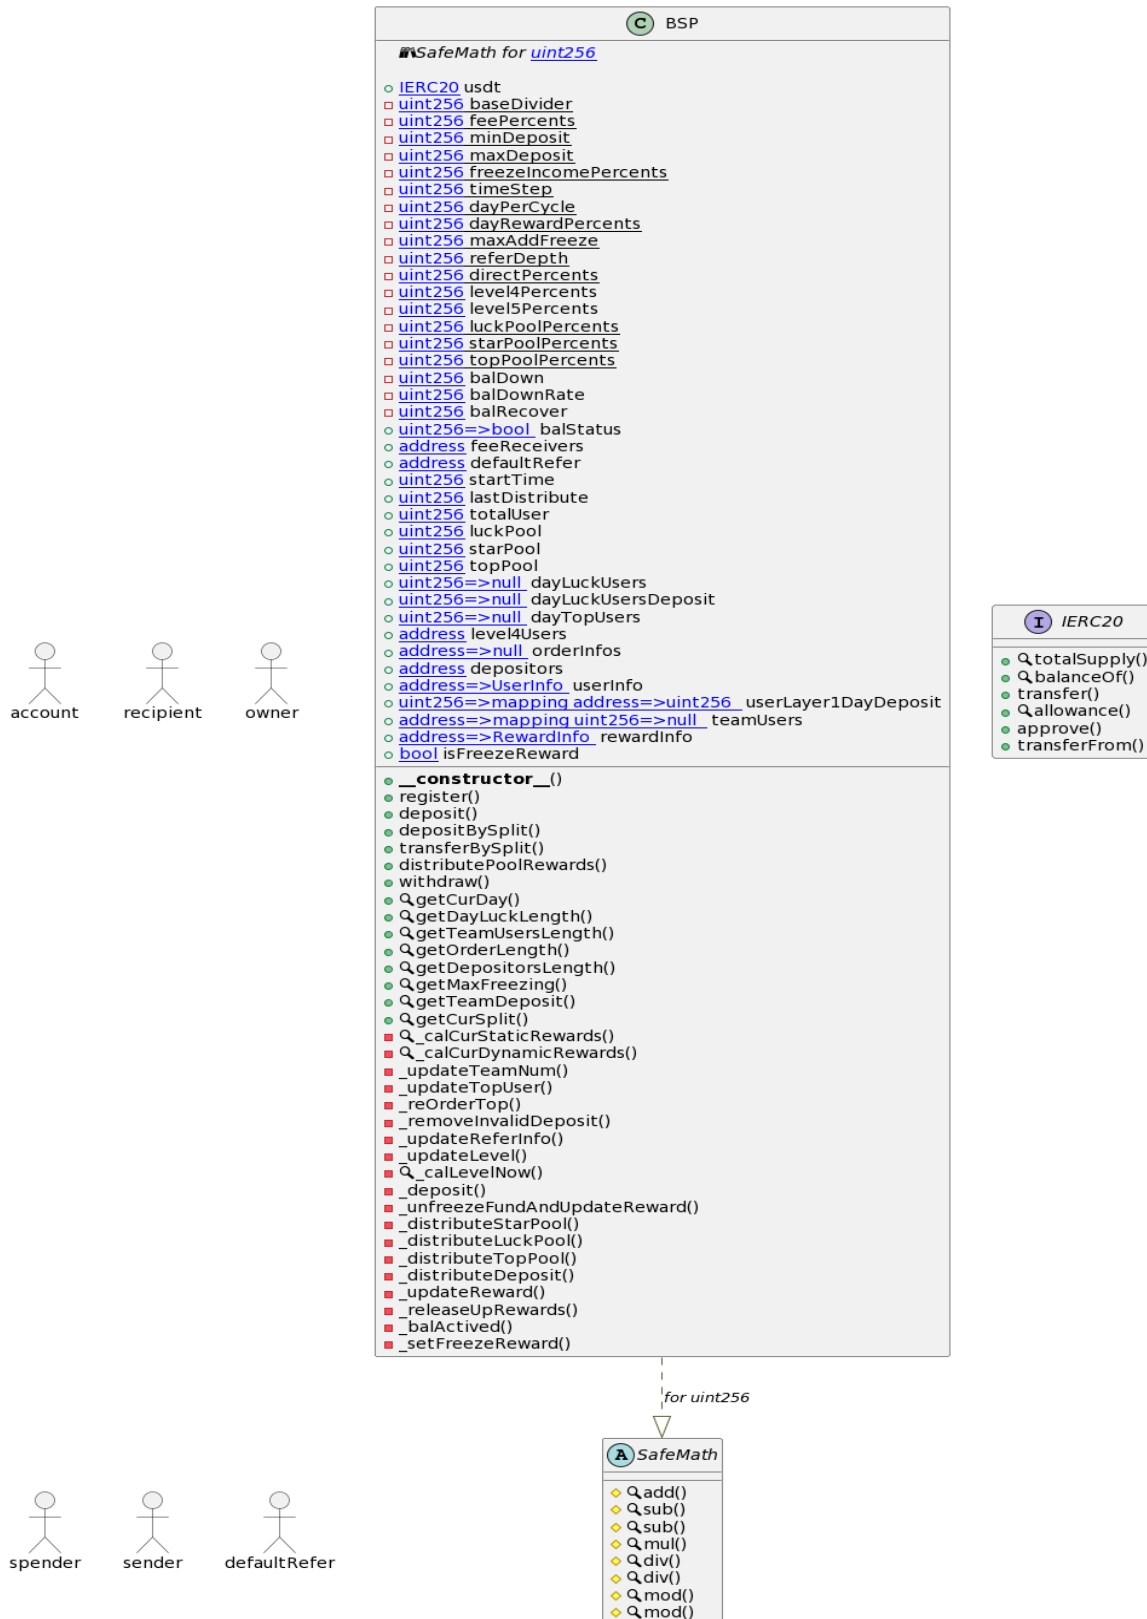 C BSP
SafeMath for uint256
IERC20 usdt
uint256 baseDivider
uint256 feePercents
uint256 minDeposit
uint256 maxDeposit
uint256 freezeIncomePercents
uint256 timeStep
uint256 dayPerCycle
uint256 dayRewardPercents
uint256 maxAddFreeze
uint256 referDepth
uint256 directPercents
uint256 level4Percents
uint256 level5Percents
uint256 luckPoolPercents
uint256 starPoolPercents
uint256 topPoolPercents
uint256 balDown
uint256 balDownRate
uint256 balRecover
uint256=>bool balStatus
address feeReceivers
address defaultRefer
uint256 startTime
uint256 lastDistribute
uint256 totalUser
uint256 luckPool
uint256 starPool
uint256 topPool
uint256=>null dayLuckUsers
uint256=>null dayLuckUsersDeposit
uint256=>null dayTopUsers
address level4Users
address=>null orderInfos
address depositors
address=>UserInfo userInfo
uint256=>mapping address=>uint256 userLayer1DayDeposit
address=>mapping uint256=>null teamUsers
address=>RewardInfo rewardInfo
bool isFreezeReward
__constructor__()
register()
deposit()
depositBySplit()
transferBySplit()
distributePoolRewards()
withdraw()
getCurDay()
getDayLuckLength()
getTeamUsersLength()
getOrderLength()
getDepositorsLength()
getMaxFreezing()
getTeamDeposit()
getCurSplit()
_calCurStaticRewards()
_calCurDynamicRewards()
_updateTeamNum()
_updateTopUser()
_reOrderTop()
_removeInvalidDeposit()
_updateReferInfo()
_updateLevel()
_calLevelNow()
_deposit()
_unfreezeFundAndUpdateReward()
_distributeStarPool()
_distributeLuckPool()
_distributeTopPool()
_distributeDeposit()
_updateReward()
_releaseUpRewards()
_balActived()
_setFreezeReward()
account
recipient
owner
I IERC20
totalSupply()
balanceOf()
transfer()
allowance()
approve()
transferFrom()
for uint256
A SafeMath
add()
sub()
sub()
mul()
div()
div()
mod()
mod()
spender
sender
defaultRefer